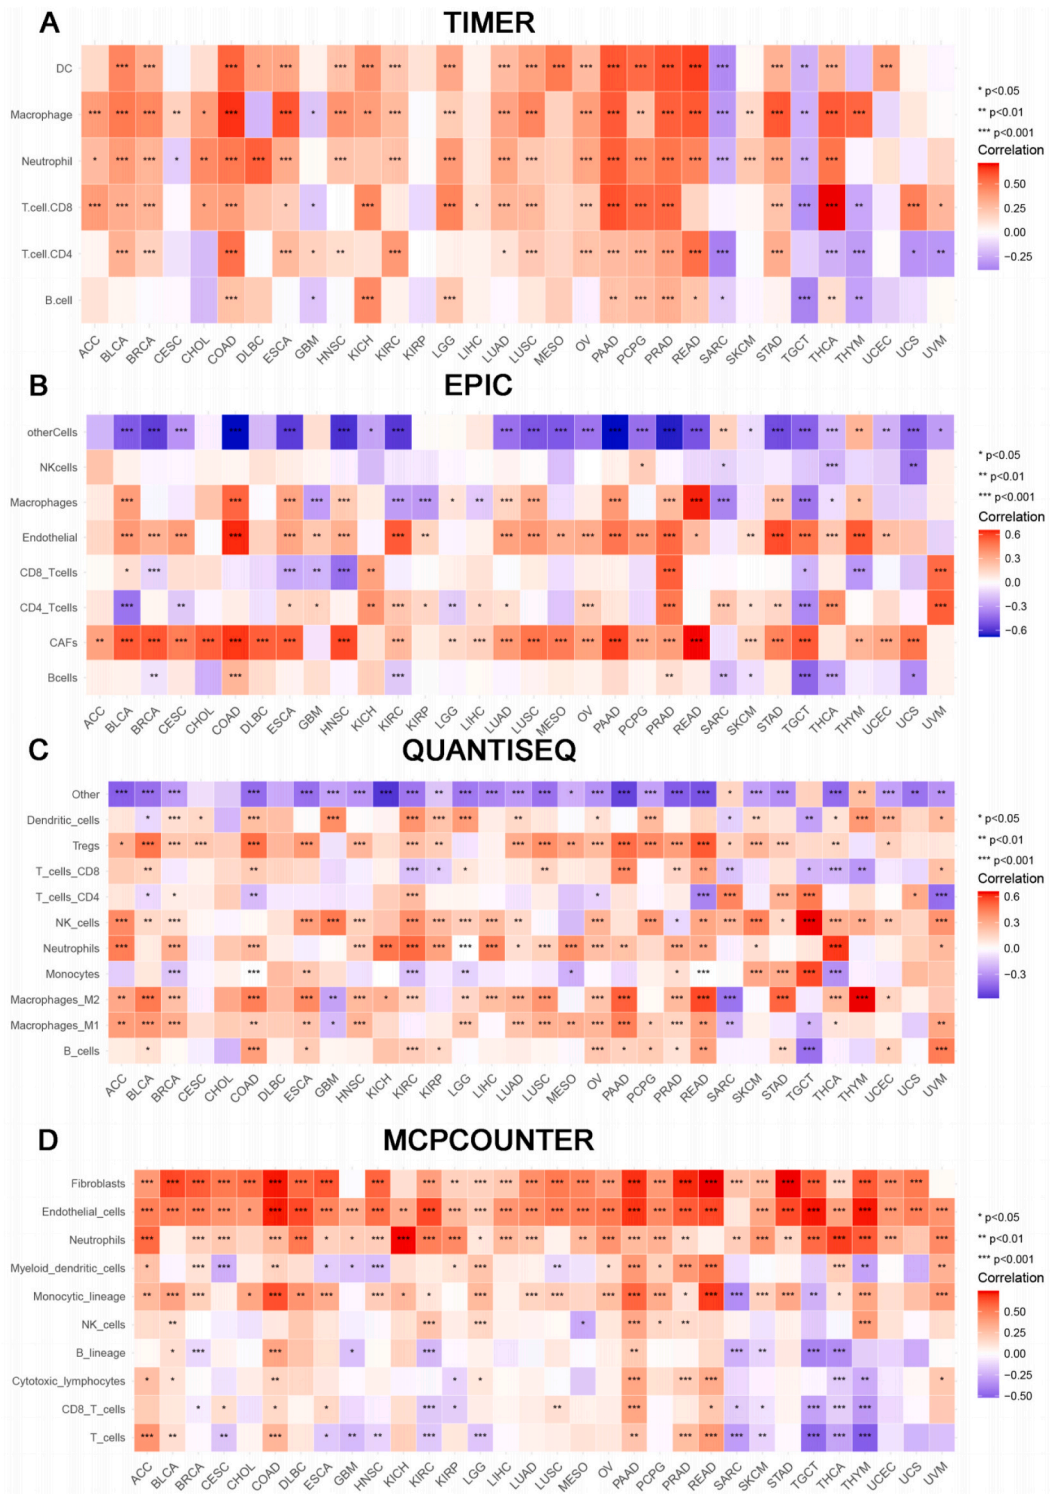 A TIMER
DC
Macrophage
Neutrophil
T.cell.CD8
T.cell.CD4
B.cell
ACC BLCA BRCA CESC CHOL COAD DLBC ESCA GBM HNSC KICH KIRC KIRP LGG LIHC LUAD LUSC MESO OV PAAD PCPG PRAD READ SARC SKCM STAD TGCT THCA THYM UCEC UCS UVM
* p<0.05
** p<0.01
*** p<0.001
Correlation
0.50
0.25
0.00
−0.25
B EPIC
otherCells
NKcells
Macrophages
Endothelial
CD8_Tcells
CD4_Tcells
CAFs
Bcells
ACC BLCA BRCA CESC CHOL COAD DLBC ESCA GBM HNSC KICH KIRC KIRP LGG LIHC LUAD LUSC MESO OV PAAD PCPG PRAD READ SARC SKCM STAD TGCT THCA THYM UCEC UCS UVM
* p<0.05
** p<0.01
*** p<0.001
Correlation
0.6
0.3
0.0
−0.3
−0.6
C QUANTISEQ
Other
Dendritic_cells
Tregs
T_cells_CD8
T_cells_CD4
NK_cells
Neutrophils
Monocytes
Macrophages_M2
Macrophages_M1
B_cells
ACC BLCA BRCA CESC CHOL COAD DLBC ESCA GBM HNSC KICH KIRC KIRP LGG LIHC LUAD LUSC MESO OV PAAD PCPG PRAD READ SARC SKCM STAD TGCT THCA THYM UCEC UCS UVM
* p<0.05
** p<0.01
*** p<0.001
Correlation
0.6
0.3
0.0
−0.3
D MCPCOUNTER
Fibroblasts
Endothelial_cells
Neutrophils
Myeloid_dendritic_cells
Monocytic_lineage
NK_cells
B_lineage
Cytotoxic_lymphocytes
CD8_T_cells
T_cells
ACC BLCA BRCA CESC CHOL COAD DLBC ESCA GBM HNSC KICH KIRC KIRP LGG LIHC LUAD LUSC MESO OV PAAD PCPG PRAD READ SARC SKCM STAD TGCT THCA THYM UCEC UCS UVM
* p<0.05
** p<0.01
*** p<0.001
Correlation
0.50
0.25
0.00
−0.25
−0.50